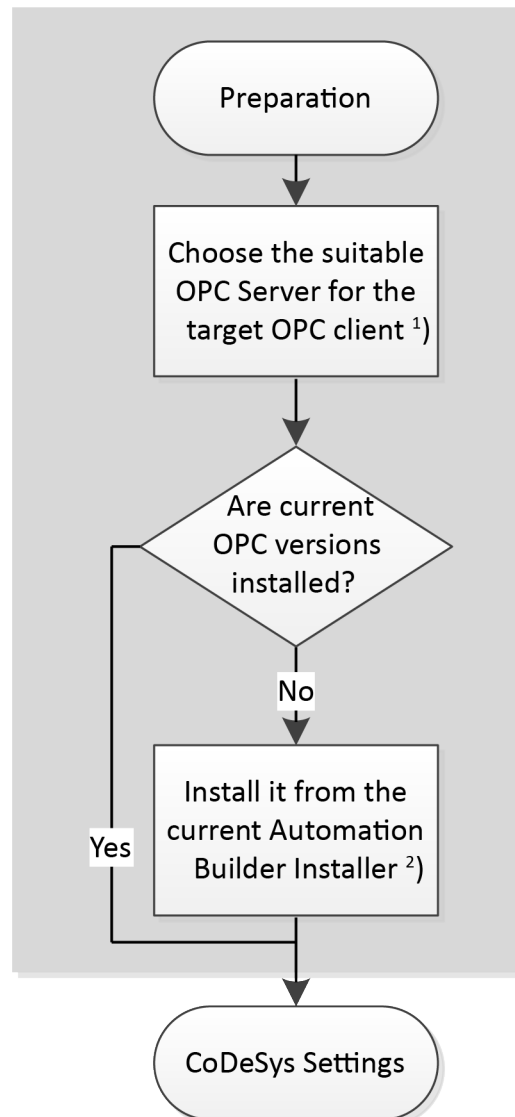 Preparation
Choose the suitable
OPC Server for the
target OPC client ¹)
Are current
OPC versions
installed?
No
Install it from the
current Automation
Builder Installer ²)
Yes
CoDeSys Settings